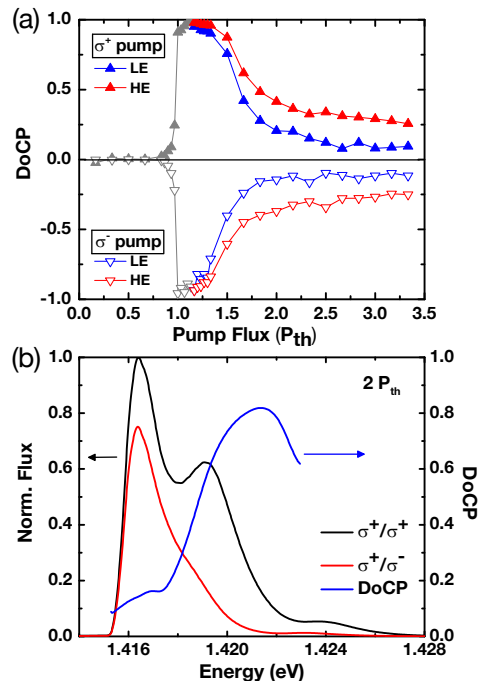 (a)
σ+ pump
LE
HE
σ- pump
LE
HE
DoCP
1.0
0.5
0.0
-0.5
-1.0
0.0 0.5 1.0 1.5 2.0 2.5 3.0 3.5
Pump Flux (Pth)
(b)
2 Pth
Norm. Flux
DoCP
1.0
0.8
0.6
0.4
0.2
0.0
1.0
0.8
0.6
0.4
0.2
0.0
σ+/σ+
σ+/σ-
DoCP
1.416 1.420 1.424 1.428
Energy (eV)